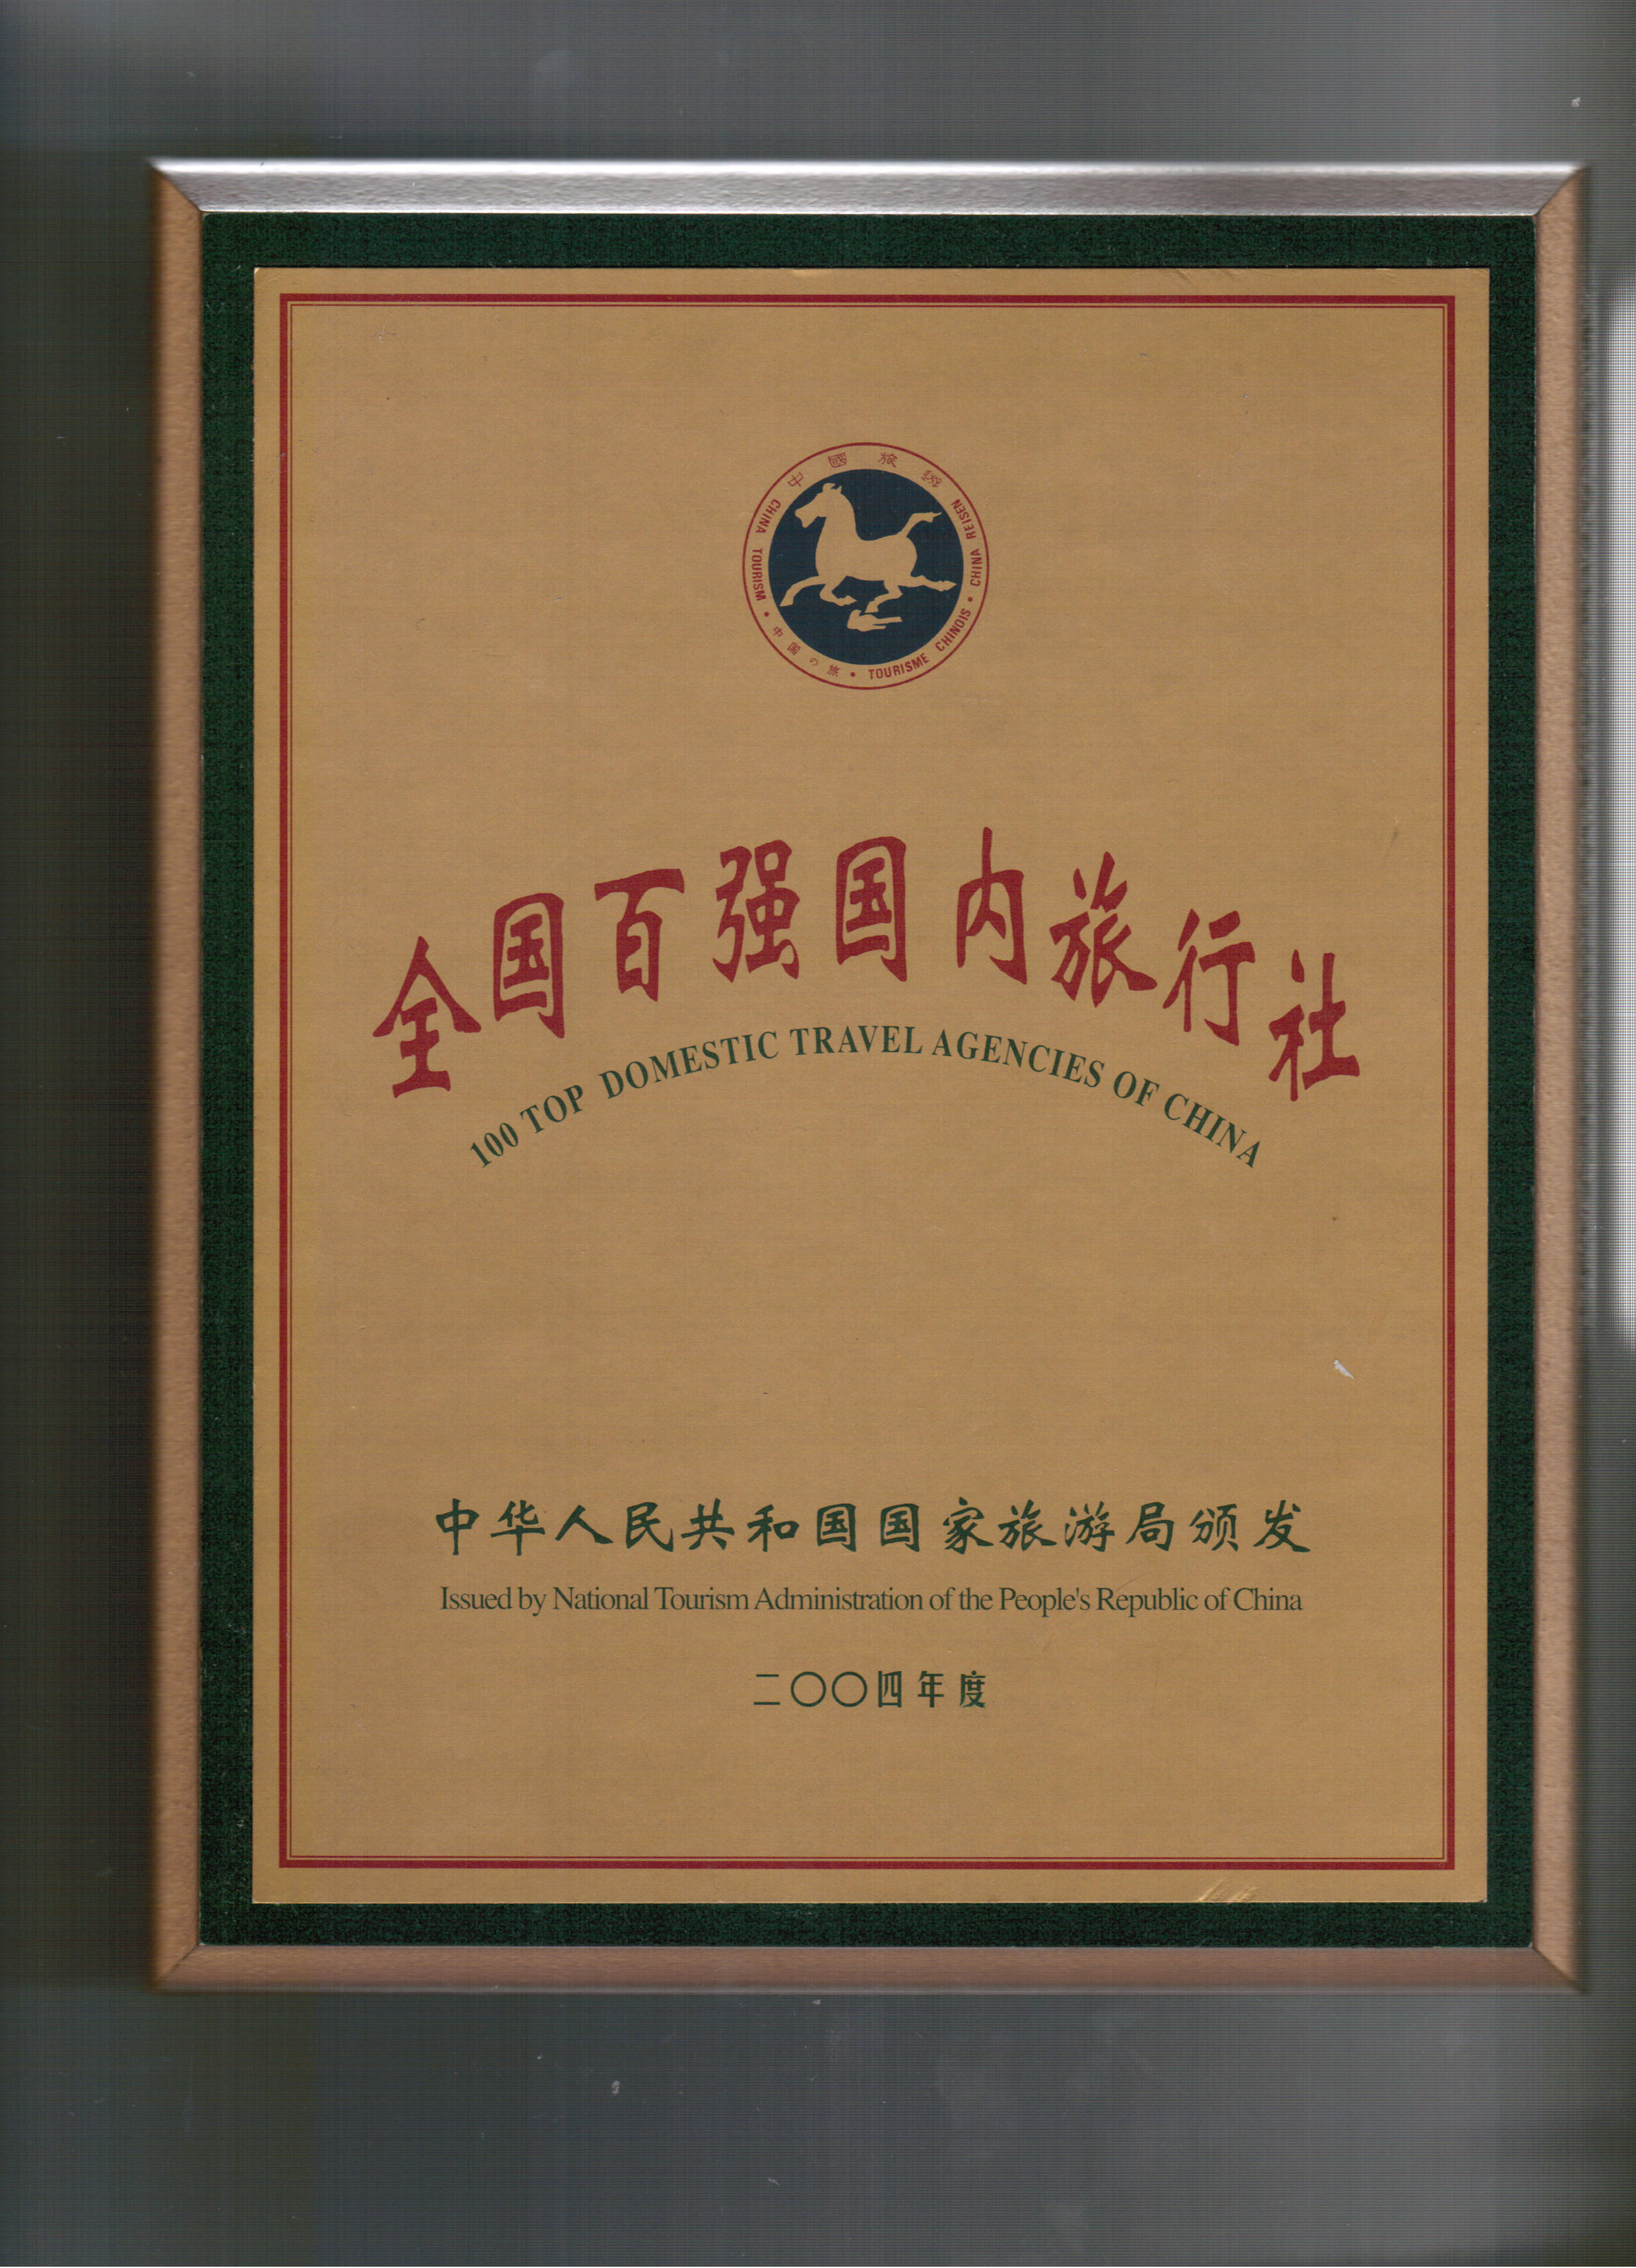 中國旅遊
CHINA TOURISM • 中国の旅 • TOURISME CHINOIS • CHINA REISEN
全国百强国内旅行社
100 TOP DOMESTIC TRAVEL AGENCIES OF CHINA
中华人民共和国国家旅游局颁发
Issued by National Tourism Administration of the People's Republic of China
二〇〇四年度